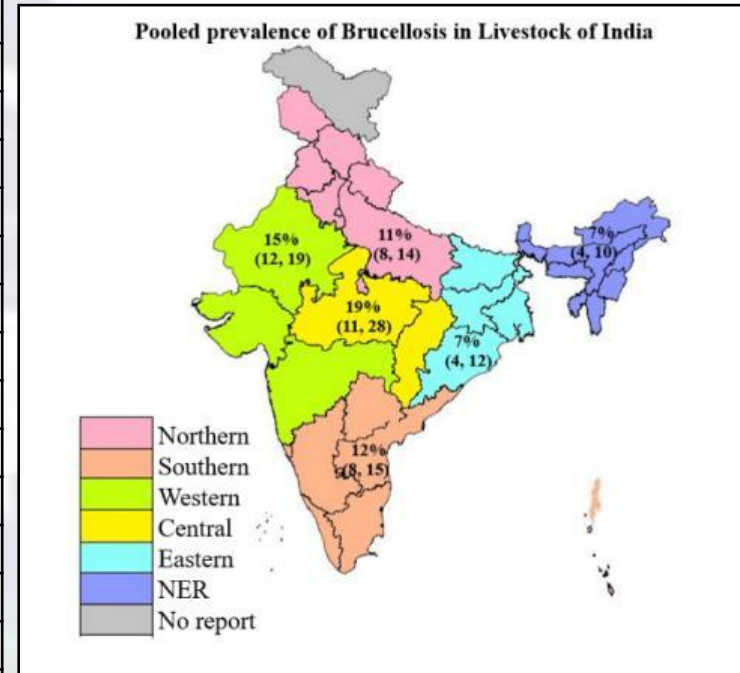 Pooled prevalence of Brucellosis in Livestock of India
15%
(12, 19)
11%
(8, 14)
7%
(4, 10)
19%
(11, 28)
7%
(4, 12)
12%
(8, 15)
Northern
Southern
Western
Central
Eastern
NER
No report